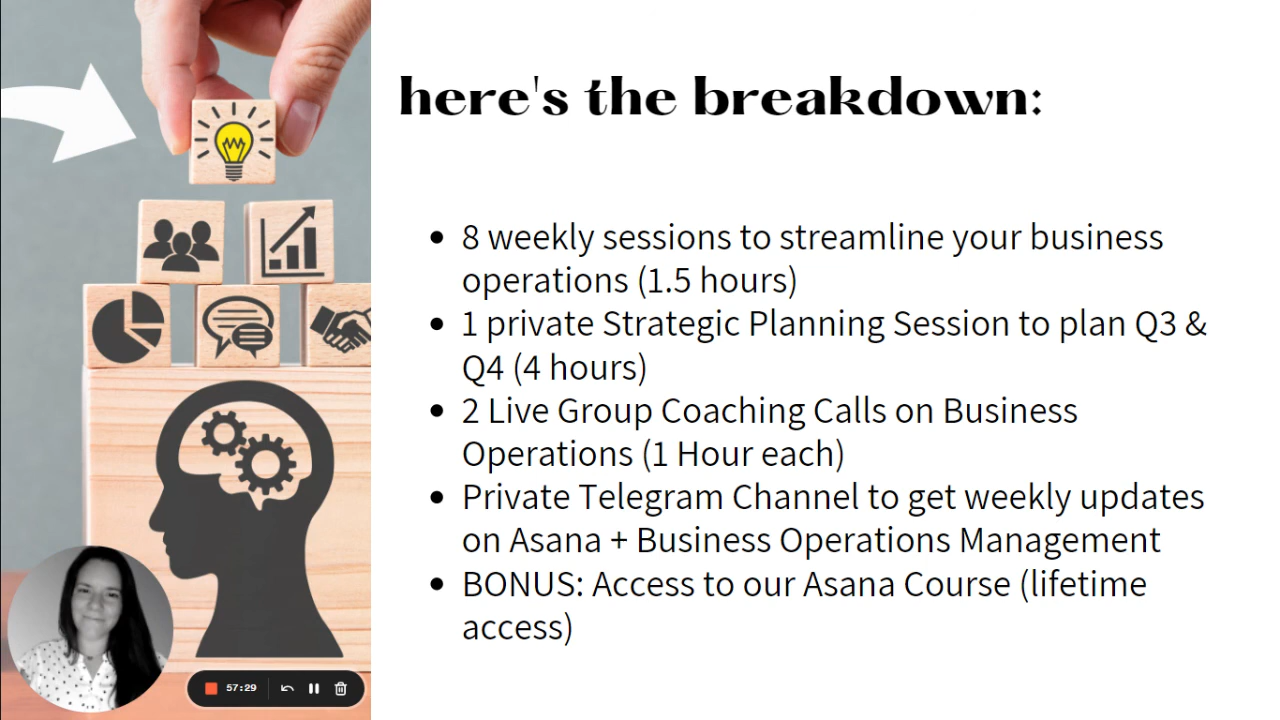 here's the breakdown:
8 weekly sessions to streamline your business
operations (1.5 hours)
1 private Strategic Planning Session to plan Q3 &
Q4 (4 hours)
2 Live Group Coaching Calls on Business
Operations (1 Hour each)
Private Telegram Channel to get weekly updates
on Asana + Business Operations Management
BONUS: Access to our Asana Course (lifetime
access)
57:29